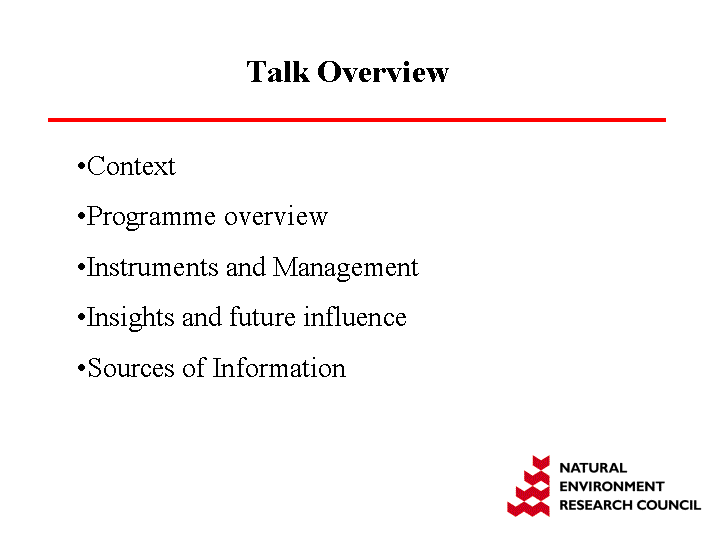 Talk Overview
•Context
•Programme overview
•Instruments and Management
•Insights and future influence
•Sources of Information
NATURAL
ENVIRONMENT
RESEARCH COUNCIL